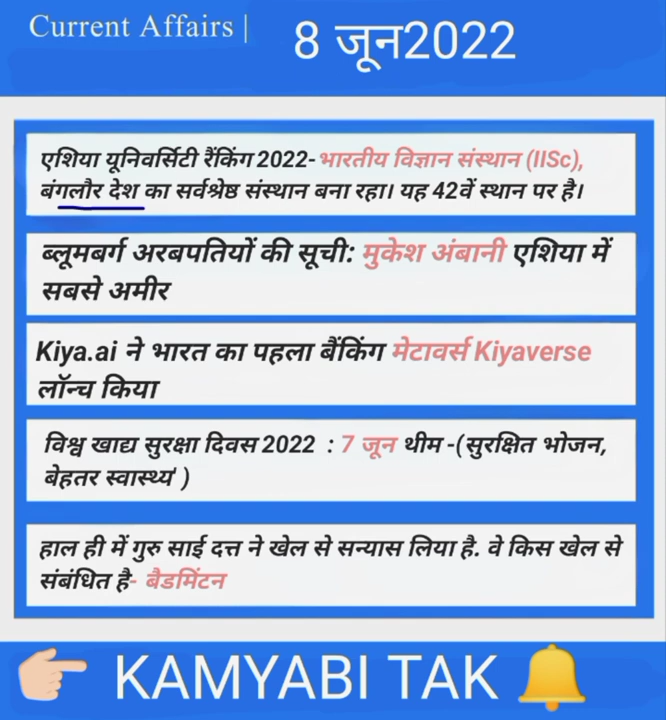 Current Affairs |
8 जून2022
एशिया यूनिवर्सिटी रैंकिंग 2022- भारतीय विज्ञान संस्थान (IISc),
बंगलौर देश का सर्वश्रेष्ठ संस्थान बना रहा। यह 42वें स्थान पर है।
ब्लूमबर्ग अरबपतियों की सूची: मुकेश अंबानी एशिया में
सबसे अमीर
Kiya.ai ने भारत का पहला बैंकिंग मेटावर्स Kiyaverse
लॉन्च किया
विश्व खाद्य सुरक्षा दिवस 2022 : 7 जून थीम -(सुरक्षित भोजन,
बेहतर स्वास्थ्य' )
हाल ही में गुरु साई दत्त ने खेल से सन्यास लिया है. वे किस खेल से
संबंधित है- बैडमिंटन
KAMYABI TAK